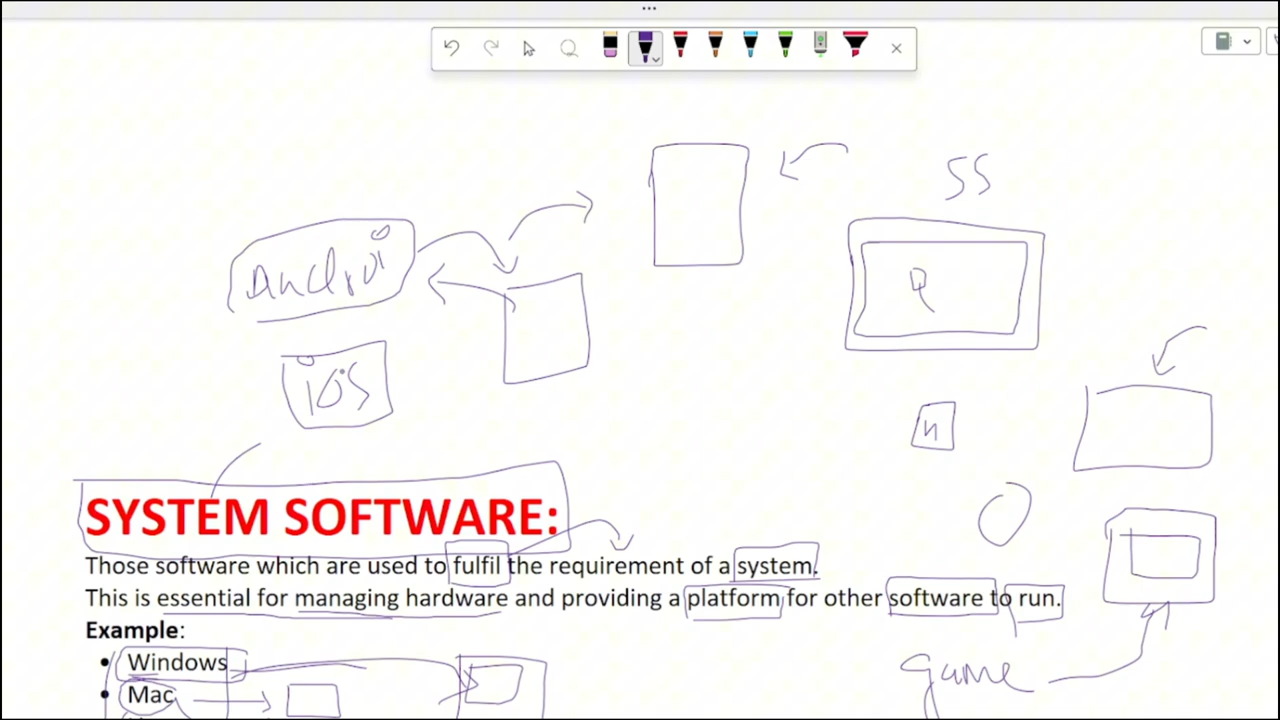 SS
Androi
R
iOS
n
SYSTEM SOFTWARE:
Those software which are used to fulfil the requirement of a system.
This is essential for managing hardware and providing a platform for other software to run.
Example:
• Windows
game
• Mac